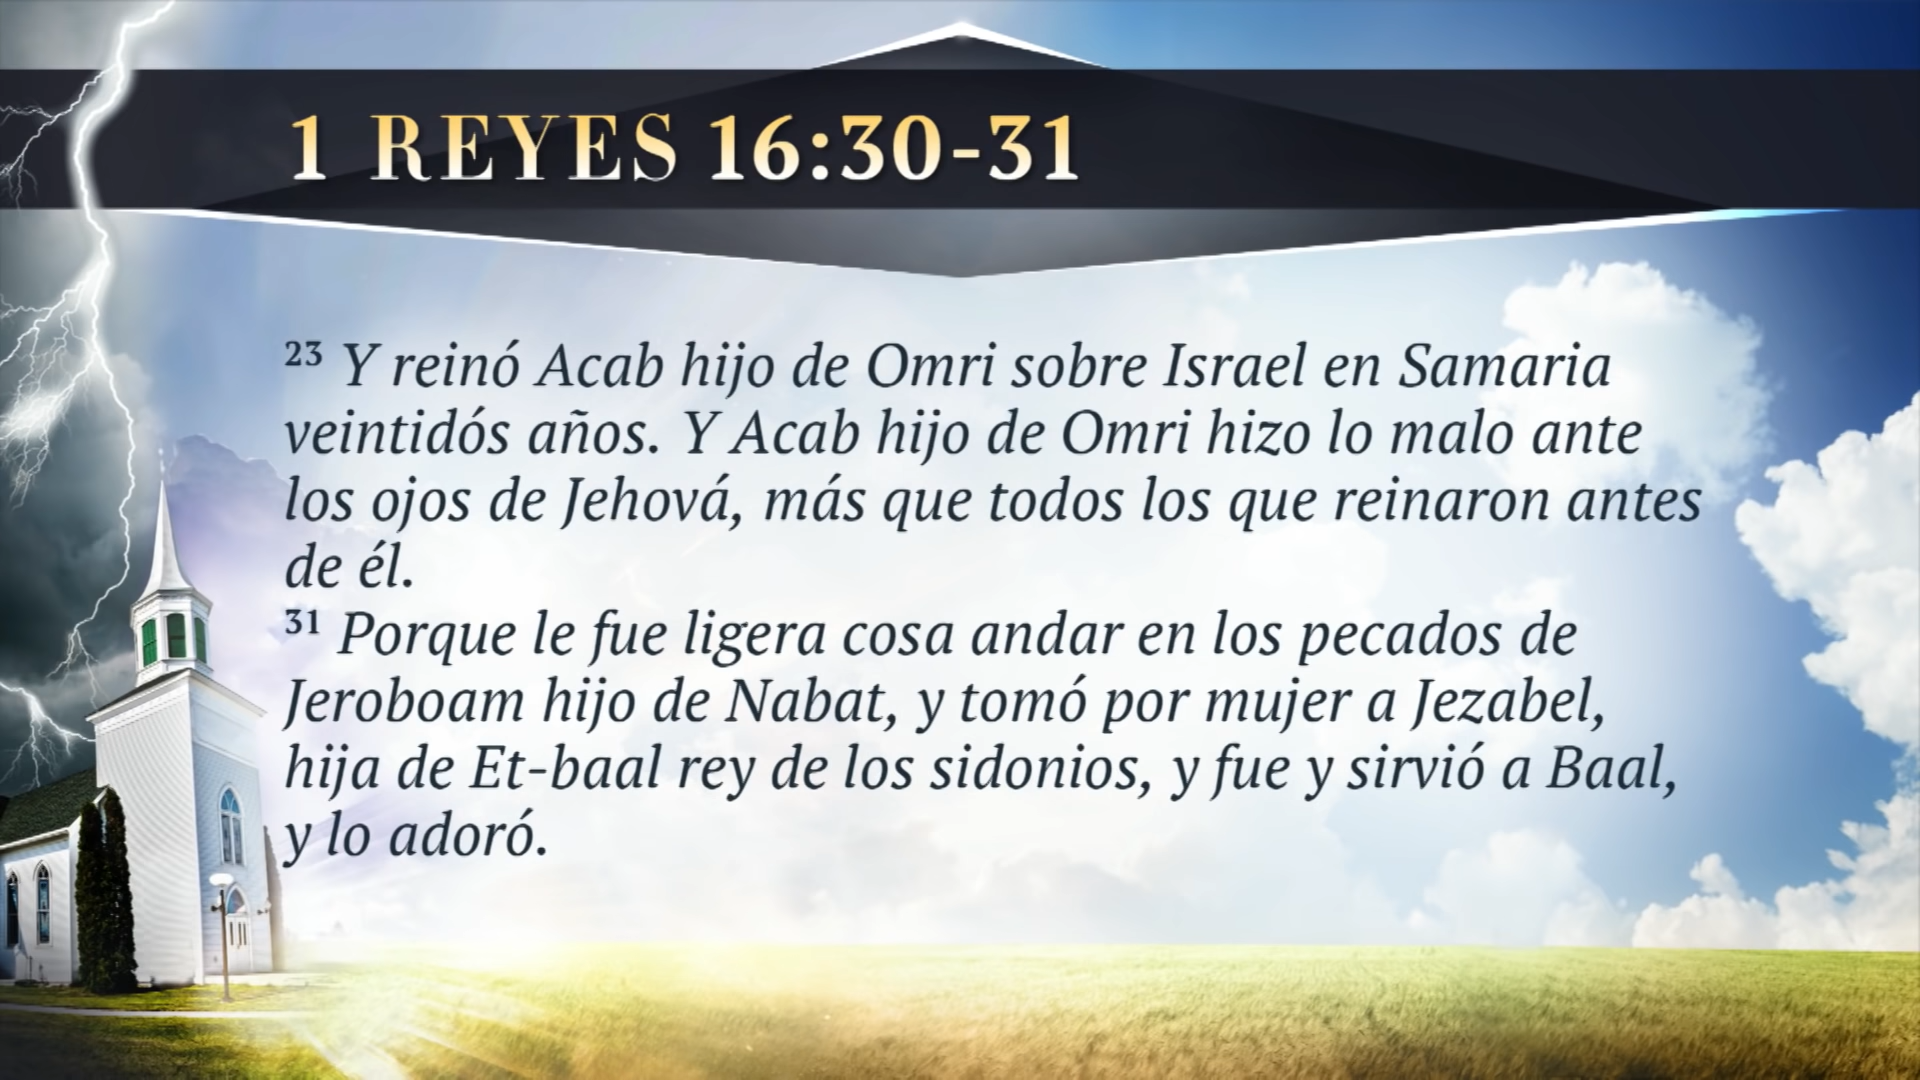 1 REYES 16:30-31
23 Y reinó Acab hijo de Omri sobre Israel en Samaria
veintidós años. Y Acab hijo de Omri hizo lo malo ante
los ojos de Jehová, más que todos los que reinaron antes
de él.
31 Porque le fue ligera cosa andar en los pecados de
Jeroboam hijo de Nabat, y tomó por mujer a Jezabel,
hija de Et-baal rey de los sidonios, y fue y sirvió a Baal,
y lo adoró.